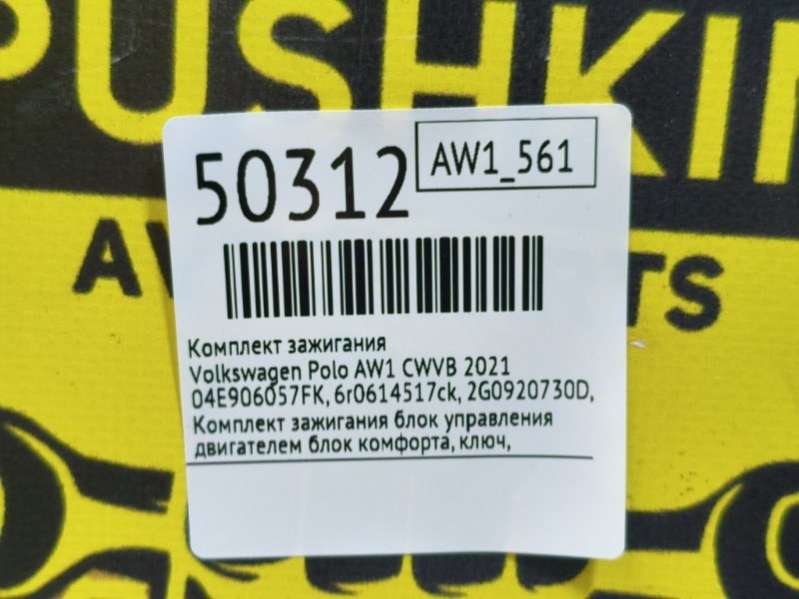 PUSHKIN
50312
AW1_561
TS
Комплект зажигания
Volkswagen Polo AW1 CWVB 2021
04E906057FK, 6r0614517ck, 2G0920730D,
Комплект зажигания блок управления
двигателем блок комфорта, ключ,